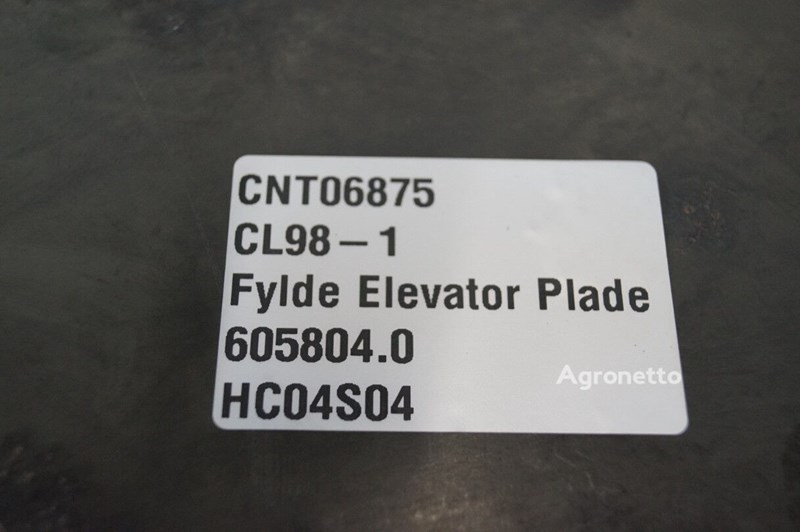 CNT06875
CL98 – 1
Fylde Elevator Plade
605804.0
Agronetto
HC04S04